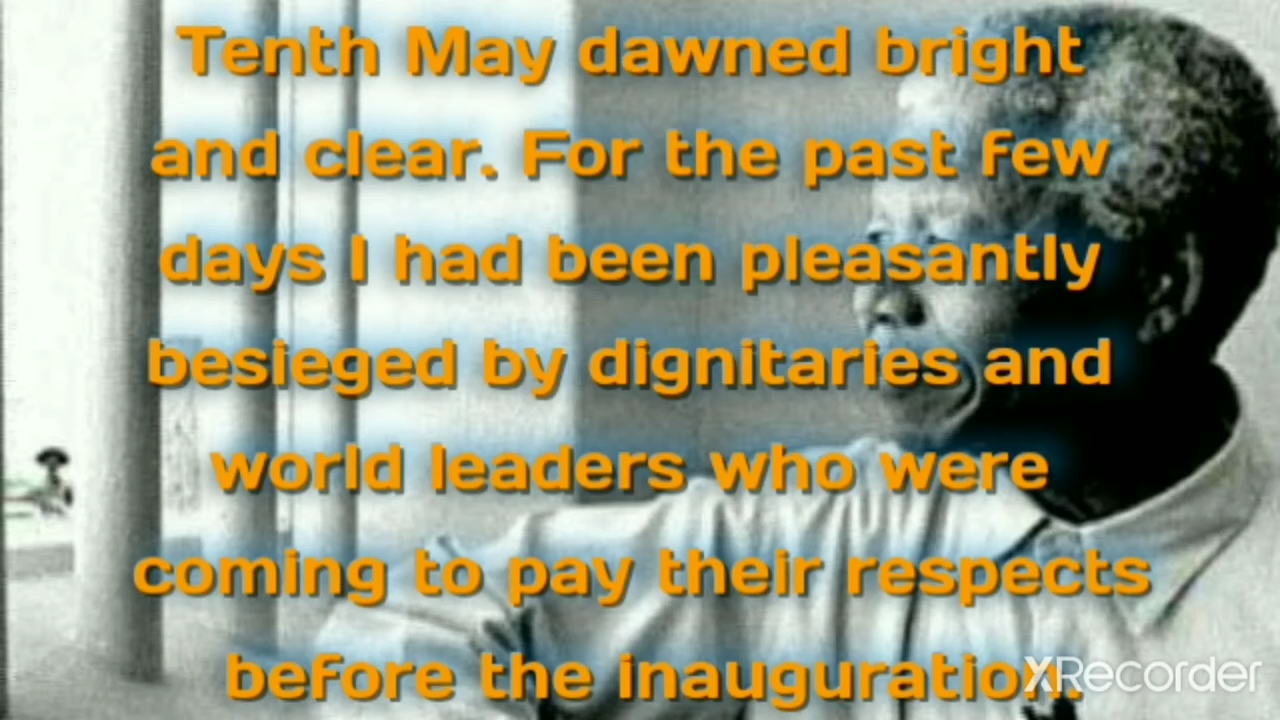 Tenth May dawned bright
and clear. For the past few
days I had been pleasantly
besieged by dignitaries and
world leaders who were
coming to pay their respects
before the inauguration.
XRecorder